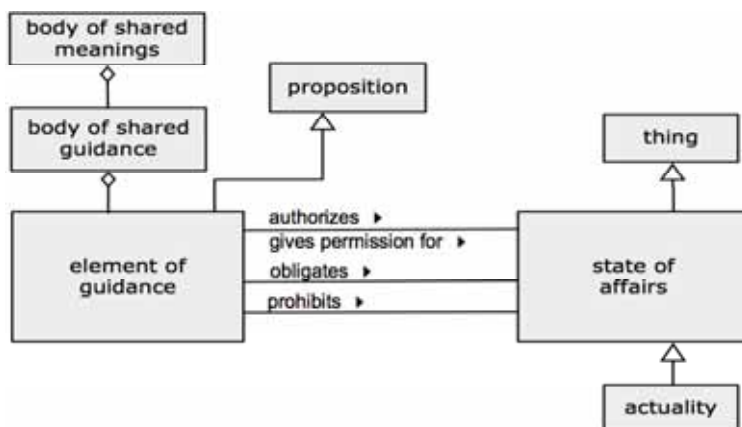 body of shared
meanings
body of shared
guidance
proposition
thing
element of
guidance
authorizes ▸
gives permission for ▸
obligates ▸
prohibits ▸
state of
affairs
actuality